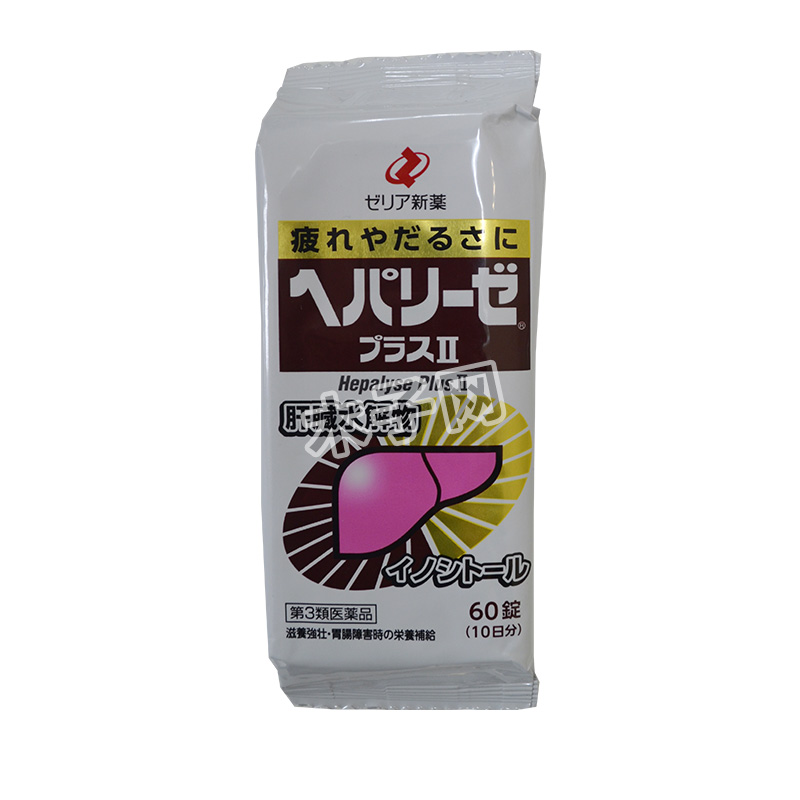 ゼリア新薬
疲れやだるさに
ヘパリーゼ®
プラスII
Hepalyse Plus II
肝臓水解物
イノシトール
第3類医薬品
60錠
(10日分)
滋養強壮・胃腸障害時の栄養補給